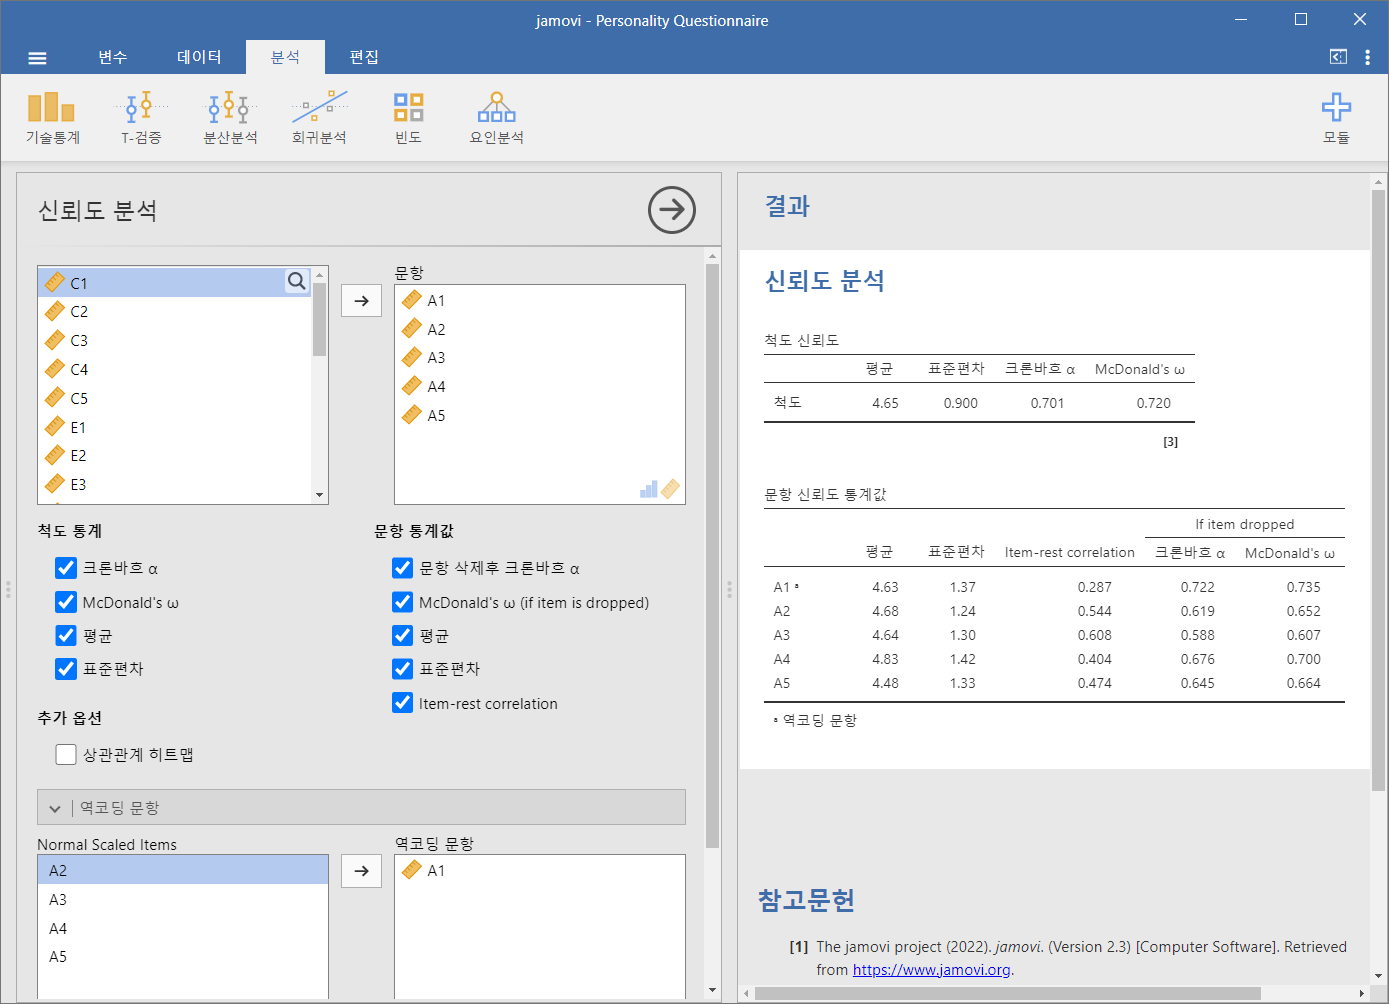 jamovi - Personality Questionnaire
변수 데이터 분석 편집
기술통계 T-검증 분산분석 회귀분석 빈도 요인분석 모듈
신뢰도 분석
C1
C2
C3
C4
C5
E1
E2
E3
문항
A1
A2
A3
A4
A5
척도 통계
크론바흐 α
McDonald's ω
평균
표준편차
문항 통계값
문항 삭제후 크론바흐 α
McDonald's ω (if item is dropped)
평균
표준편차
Item-rest correlation
추가 옵션
상관관계 히트맵
역코딩 문항
Normal Scaled Items
A2
A3
A4
A5
역코딩 문항
A1
결과
신뢰도 분석
척도 신뢰도
평균 표준편차 크론바흐 α McDonald's ω
척도 4.65 0.900 0.701 0.720
[3]
문항 신뢰도 통계값
If item dropped
평균 표준편차 Item-rest correlation 크론바흐 α McDonald's ω
A1 ᵃ 4.63 1.37 0.287 0.722 0.735
A2 4.68 1.24 0.544 0.619 0.652
A3 4.64 1.30 0.608 0.588 0.607
A4 4.83 1.42 0.404 0.676 0.700
A5 4.48 1.33 0.474 0.645 0.664
ᵃ 역코딩 문항
참고문헌
[1] The jamovi project (2022). jamovi. (Version 2.3) [Computer Software]. Retrieved
from https://www.jamovi.org.